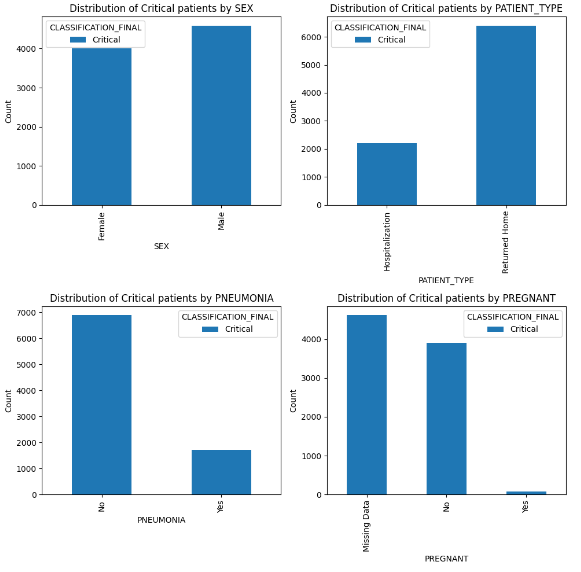 Distribution of Critical patients by SEX
CLASSIFICATION_FINAL
Critical
4000
3000
2000
1000
0
Count
Female
Male
SEX
Distribution of Critical patients by PATIENT_TYPE
CLASSIFICATION_FINAL
Critical
6000
5000
4000
3000
2000
1000
0
Count
Hospitalization
Returned Home
PATIENT_TYPE
Distribution of Critical patients by PNEUMONIA
CLASSIFICATION_FINAL
Critical
7000
6000
5000
4000
3000
2000
1000
0
Count
No
Yes
PNEUMONIA
Distribution of Critical patients by PREGNANT
CLASSIFICATION_FINAL
Critical
4000
3000
2000
1000
0
Count
Missing Data
No
Yes
PREGNANT